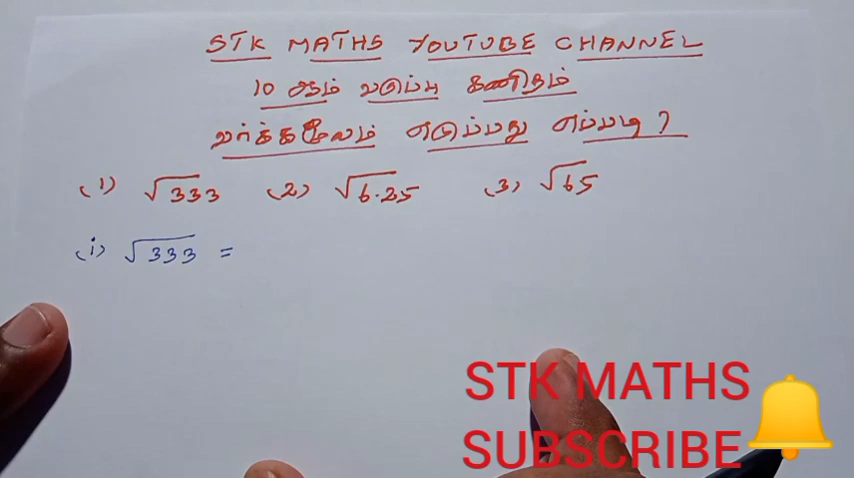 STK MATHS YOUTUBE CHANNEL
10 ஆம் வகுப்பு கணிதம்
வர்க்கமூலம் எடுப்பது எப்படி?
(1) √333 (2) √6.25 (3) √65
(i) √333 =
STK MATHS
SUBSCRIBE